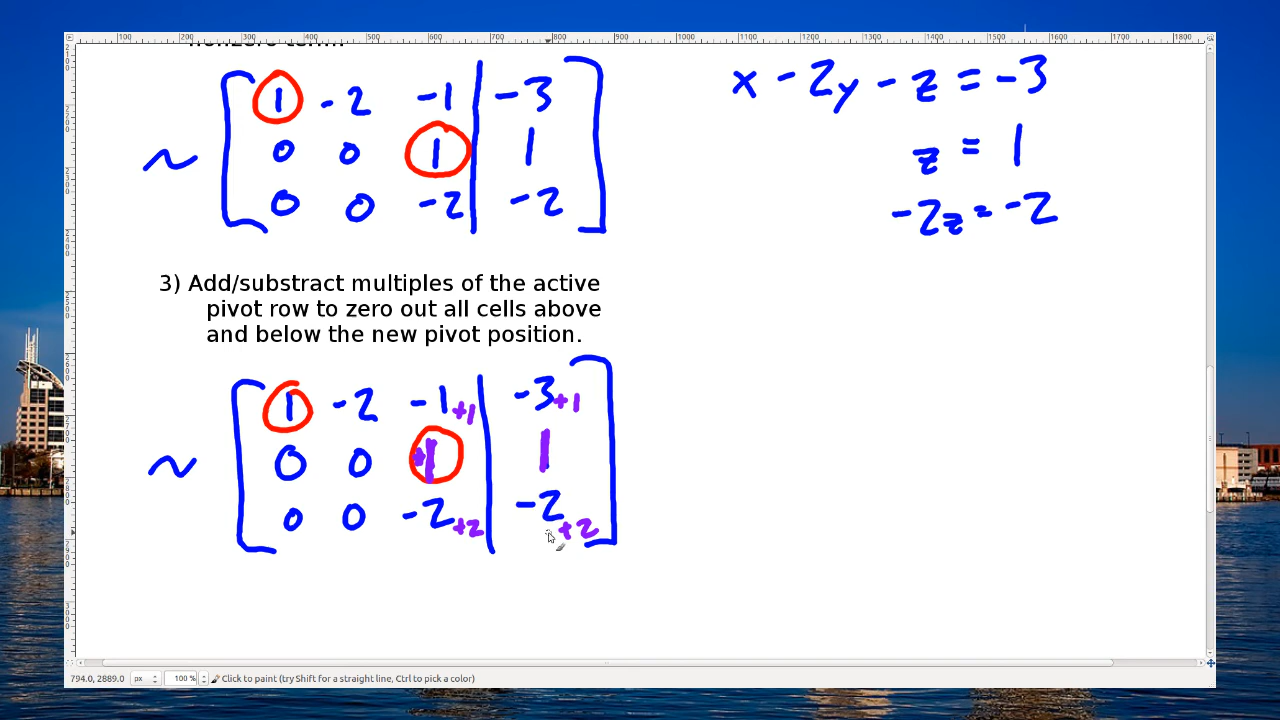 nonzero term.
1 -2 -1 | -3
x - 2y - z = -3
~ 0 0 1 | 1
z = 1
0 0 -2 | -2
-2z = -2
3) Add/substract multiples of the active
pivot row to zero out all cells above
and below the new pivot position.
1 -2 -1 +1 | -3 +1
~ 0 0 1 | 1
0 0 -2 +2 | -2 +2
794.0, 2889.0 px 100 % Click to paint (try Shift for a straight line, Ctrl to pick a color)